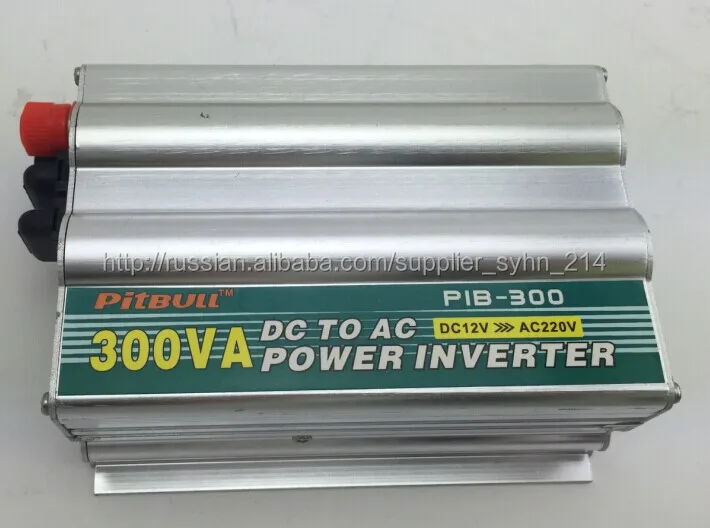 http://russian.alibaba.com/supplier_syhn_214
PITBULL™ PIB-300
300VA DC TO AC DC12V >>> AC220V
POWER INVERTER